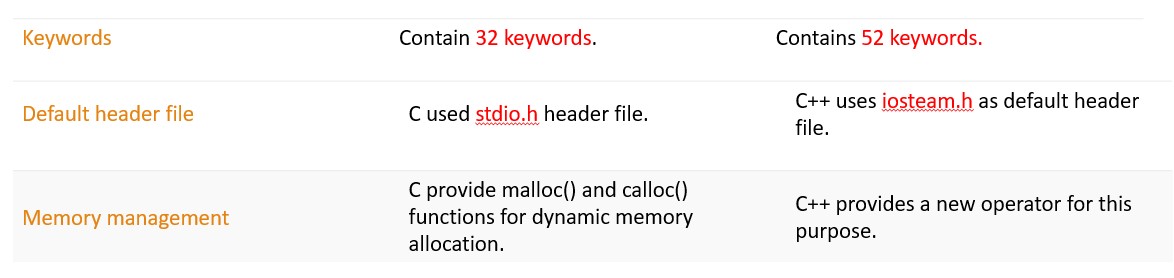 Keywords
Contain 32 keywords.
Contains 52 keywords.
Default header file
C used stdio.h header file.
C++ uses iosteam.h as default header
file.
Memory management
C provide malloc() and calloc()
functions for dynamic memory
allocation.
C++ provides a new operator for this
purpose.